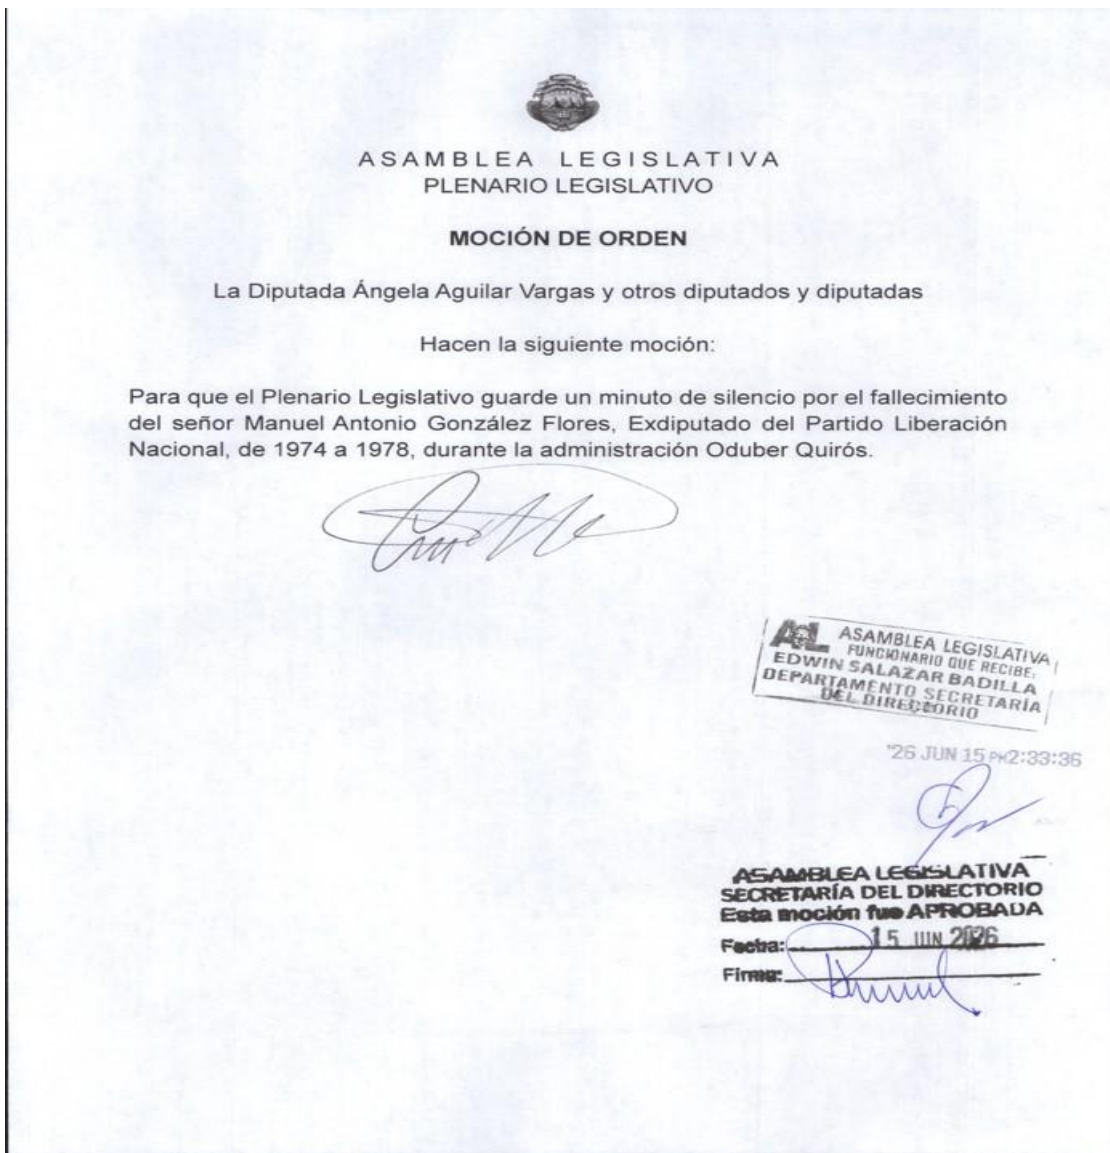 ASAMBLEA LEGISLATIVA
PLENARIO LEGISLATIVO
MOCIÓN DE ORDEN
La Diputada Ángela Aguilar Vargas y otros diputados y diputadas
Hacen la siguiente moción:
Para que el Plenario Legislativo guarde un minuto de silencio por el fallecimiento
del señor Manuel Antonio González Flores, Exdiputado del Partido Liberación
Nacional, de 1974 a 1978, durante la administración Oduber Quirós.
AL ASAMBLEA LEGISLATIVA
FUNCIONARIO QUE RECIBE:
EDWIN SALAZAR BADILLA
DEPARTAMENTO SECRETARÍA
DEL DIRECTORIO
'26 JUN 15 PM2:33:36
ASAMBLEA LEGISLATIVA
SECRETARÍA DEL DIRECTORIO
Esta moción fue APROBADA
Fecha: 15 JUN 2026
Firma: